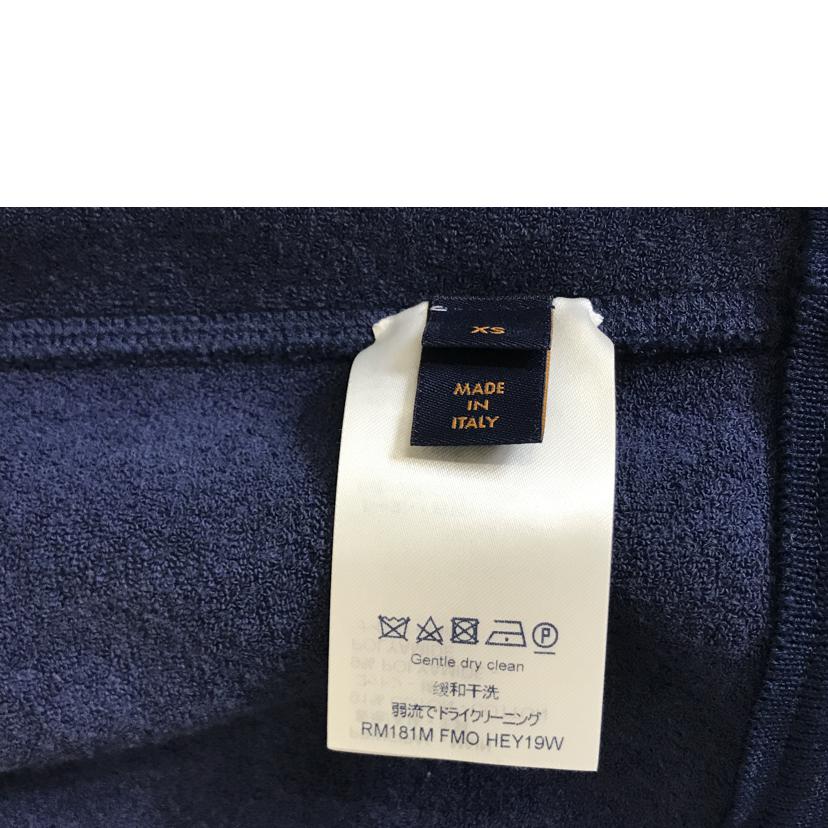 XS
MADE
IN
ITALY
P
Gentle dry clean
缓和干洗
弱流でドライクリーニング
RM181M FMO HEY19W